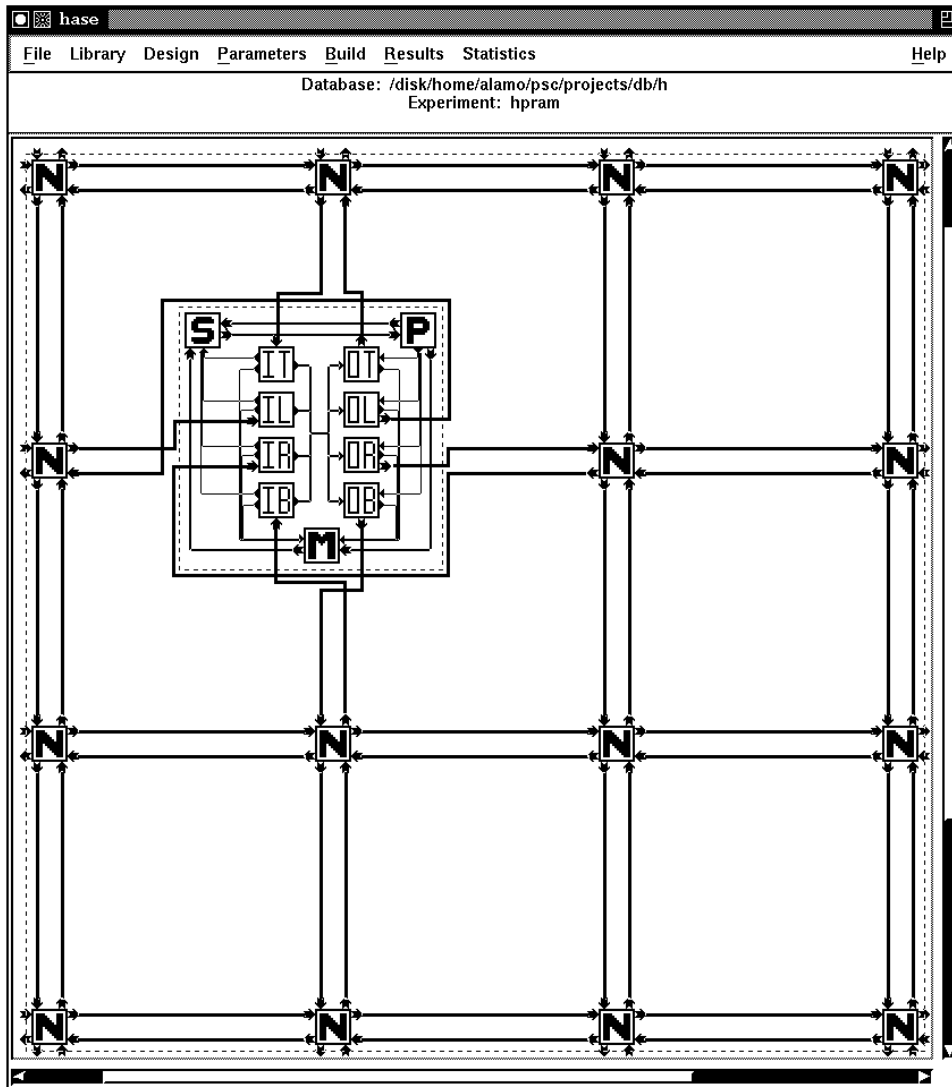 hase
File Library Design Parameters Build Results Statistics Help
Database: /disk/home/alamo/psc/projects/db/h
Experiment: hpram
N N N N
S P
IT OT
IL OL
N N N
IR OR
IB OB
M
N N N N
N N N N